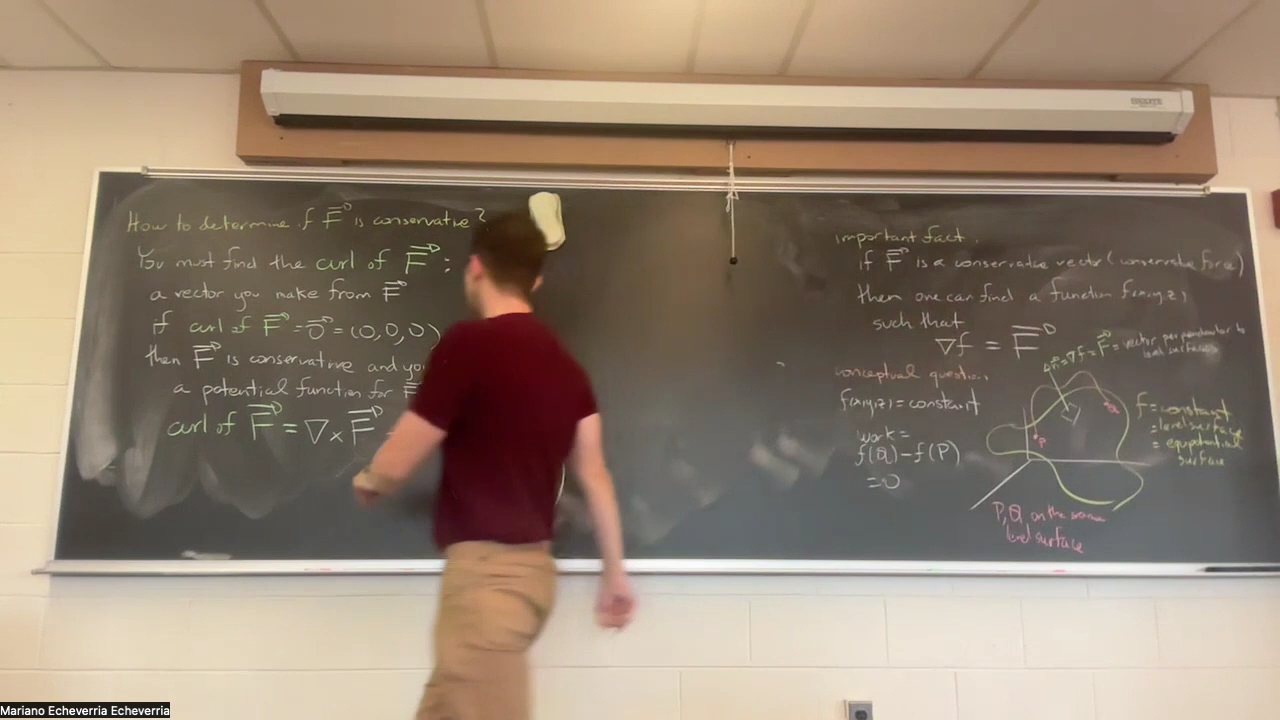 How to determine if F is conservative?
You must find the curl of F:
a vector you make from F
if curl of F = 0 = (0,0,0)
then F is conservative and you
a potential function for F
curl of F = ∇ × F
important fact.
if F is a conservative vector (conservative force)
then one can find a function f(x,y,z)
such that
∇f = F
conceptual question.
f(x,y,z) = constant
work =
f(Q) - f(P)
= 0
n = ∇f = F = vector perpendicular to
level surfaces
P
Q
f = constant
= level surface
= equipotential
surface
P, Q, on the same
level surface
Mariano Echeverria Echeverria